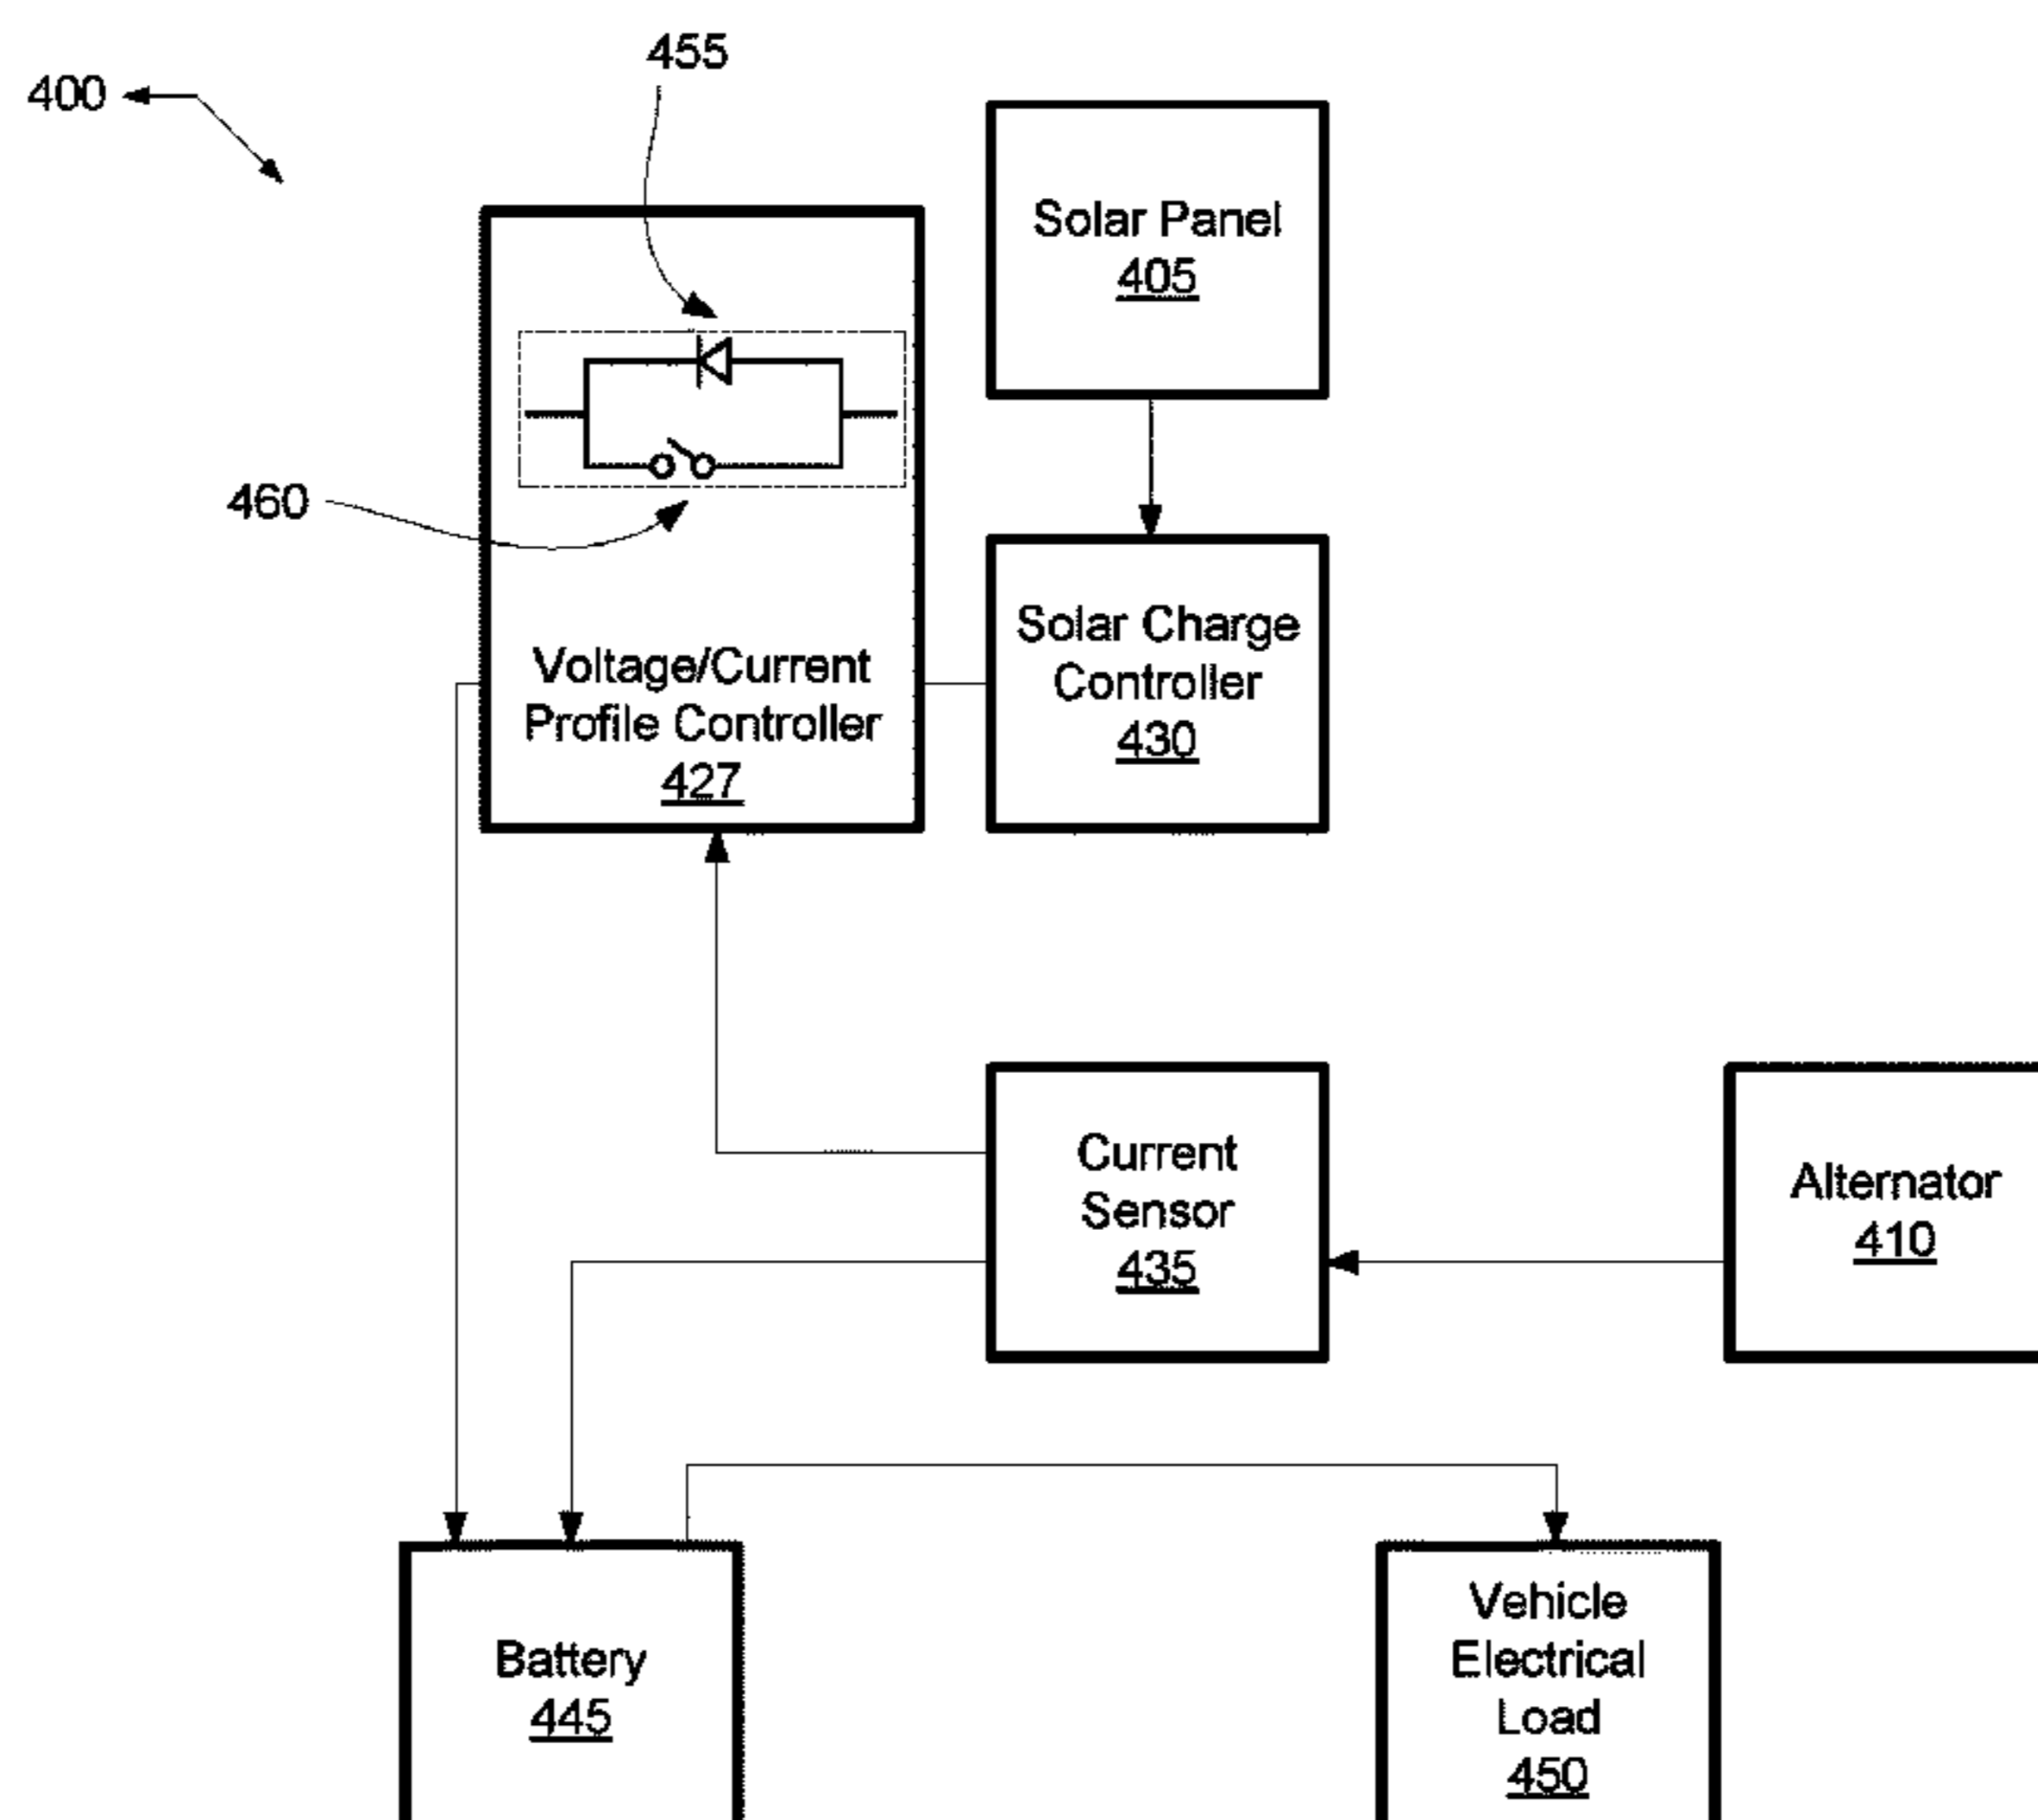 455
400
Solar Panel
405
460
Solar Charge
Controller
430
Voltage/Current
Profile Controller
427
Current
Sensor
435
Alternator
410
Battery
445
Vehicle
Electrical
Load
450